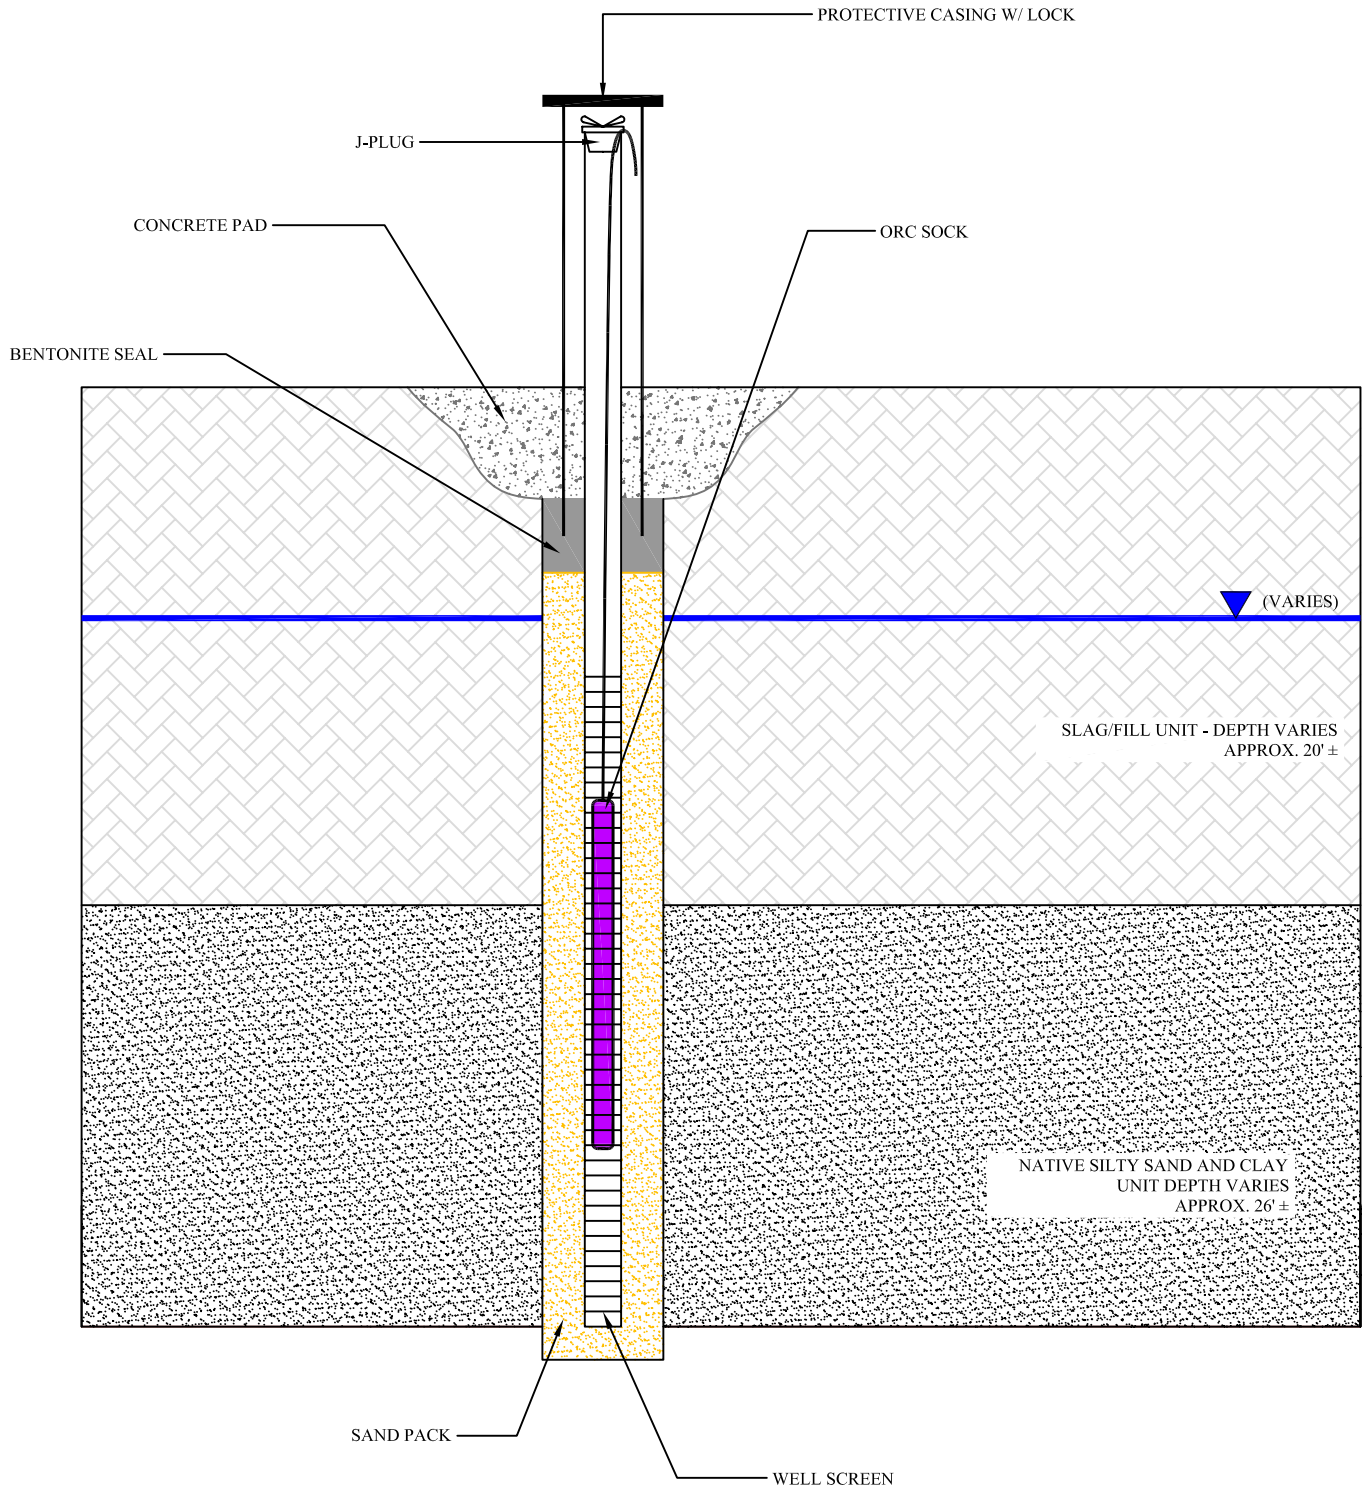 PROTECTIVE CASING W/ LOCK
J-PLUG
CONCRETE PAD
ORC SOCK
BENTONITE SEAL
(VARIES)
SLAG/FILL UNIT - DEPTH VARIES
APPROX. 20' ±
NATIVE SILTY SAND AND CLAY
UNIT DEPTH VARIES
APPROX. 26' ±
SAND PACK
WELL SCREEN